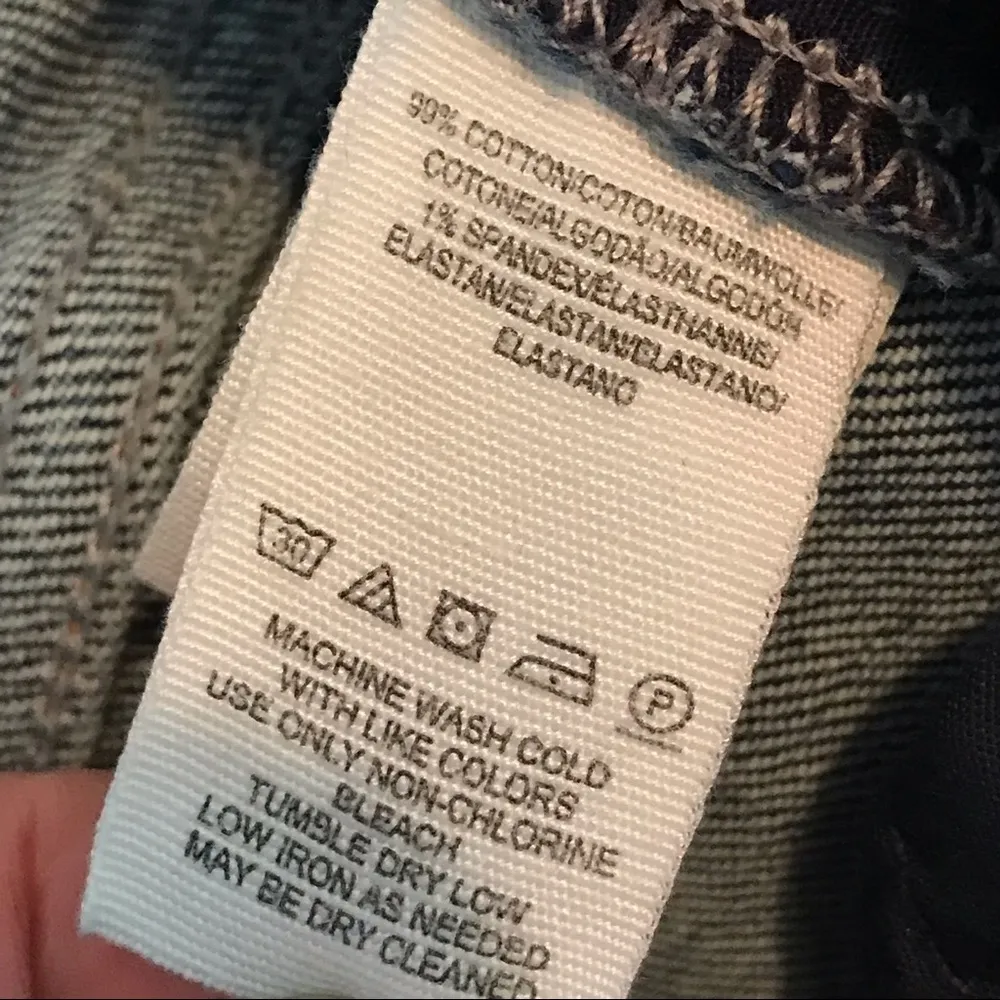 99% COTTON/COTON/BAUMWOLLE/
COTONE/ALGODÃO/ALGODÓN
1% SPANDEX/ÉLASTHANNE/
ELASTAN/ELASTAN/ELASTANO/
ELASTANO
30
P
MACHINE WASH COLD
WITH LIKE COLORS
USE ONLY NON-CHLORINE
BLEACH
TUMBLE DRY LOW
LOW IRON AS NEEDED
MAY BE DRY CLEANED